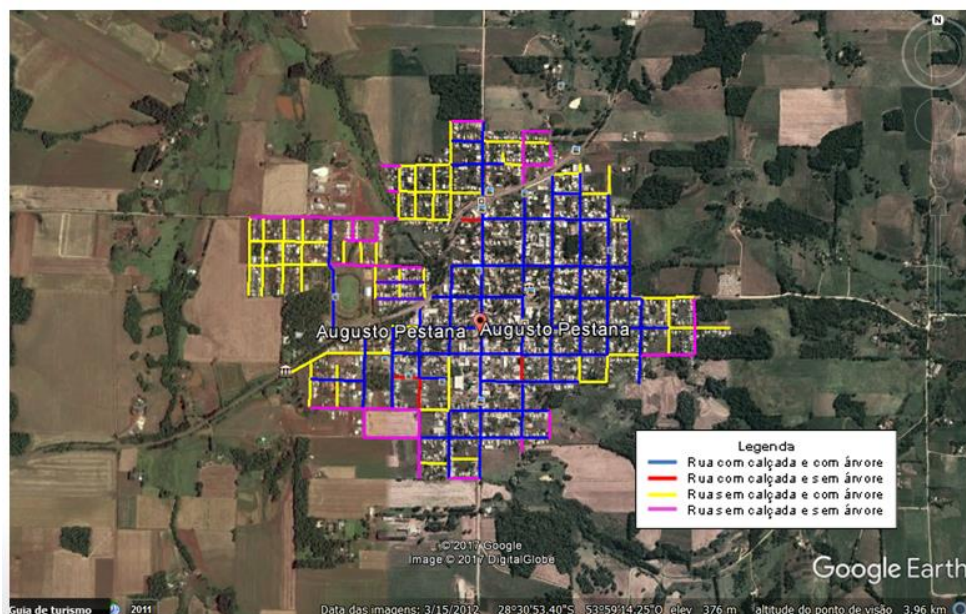 N
Augusto Pestana
Augusto Pestana
Legenda
Rua com calçada e com árvore
Rua com calçada e sem árvore
Rua sem calçada e com árvore
Rua sem calçada e sem árvore
© 2017 Google
Image © 2017 DigitalGlobe
Google Earth
Guia de turismo
2011
Data das imagens: 3/15/2012 28°30'53.40"S 53°59'14.25"O elev 376 m altitude do ponto de visão 3,96 km